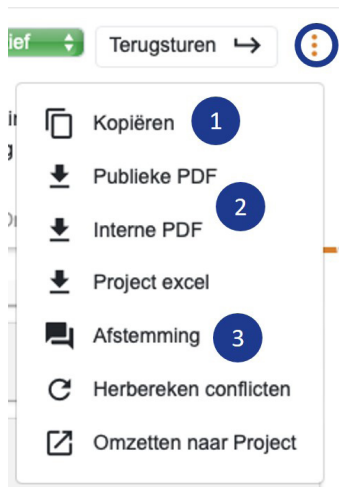 ief Terugsturen
Kopiëren 1
Publieke PDF
2
Interne PDF
Project excel
Afstemming 3
Herbereken conflicten
Omzetten naar Project